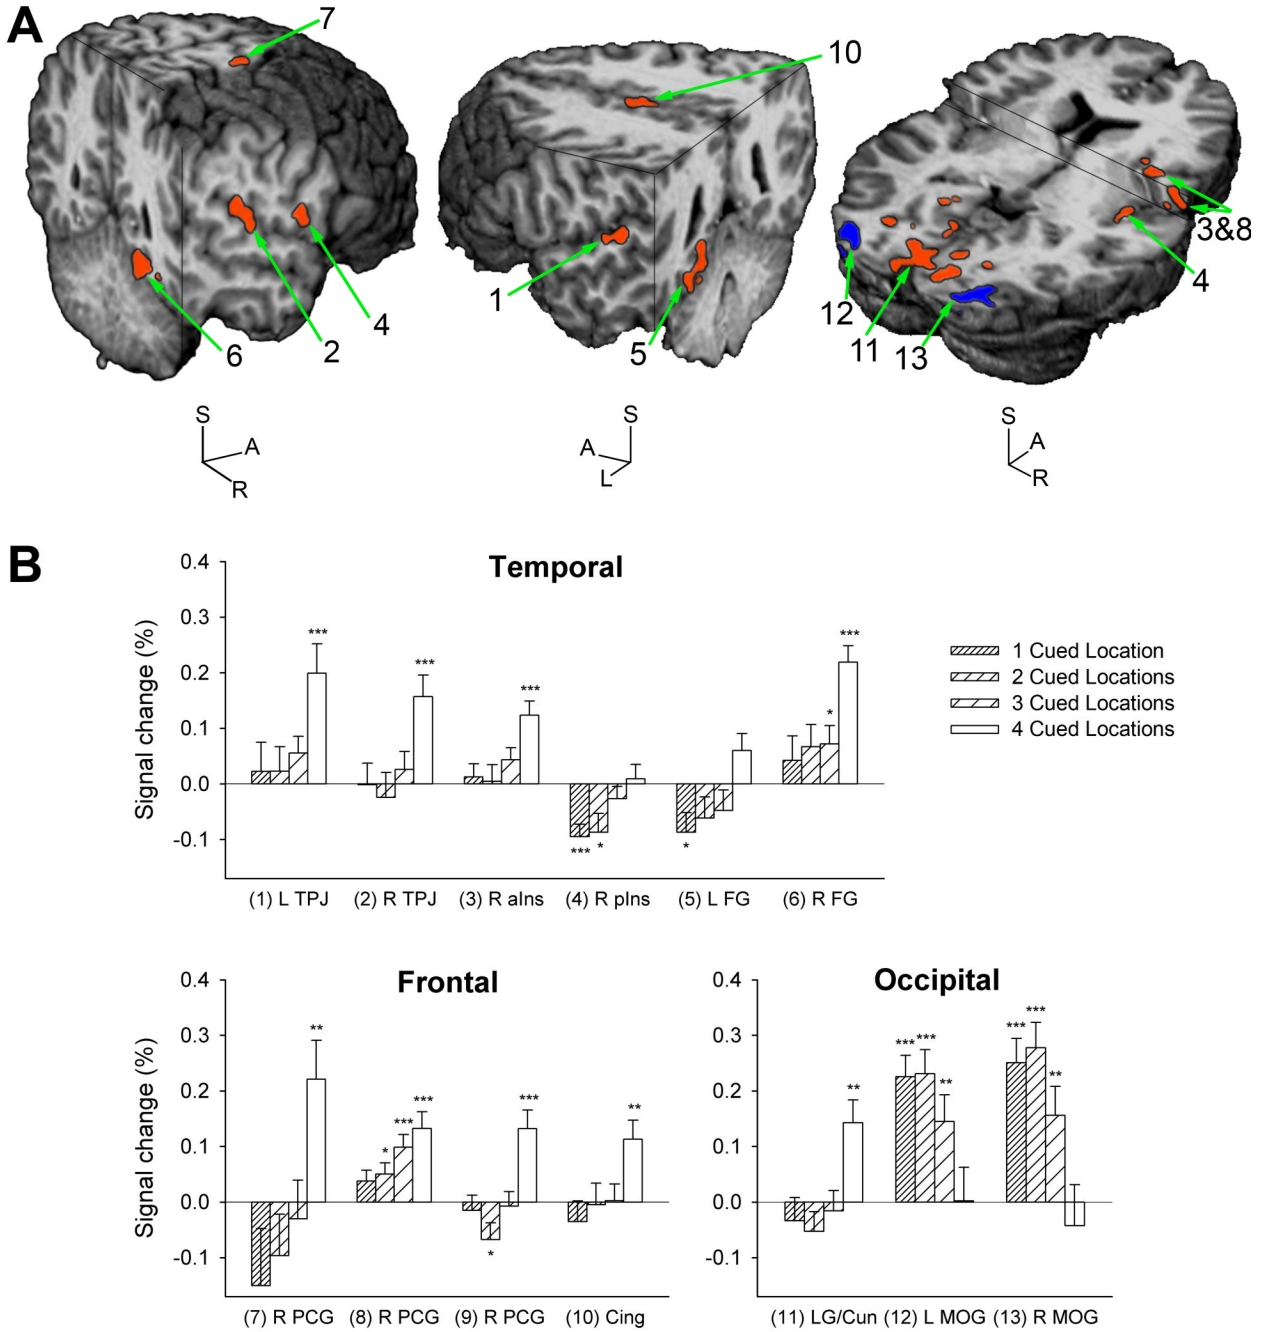 A
7
10
3&8
4
1
12
4
6
2
5
11
13
S
A
R
S
A
L
S
A
R
B
Temporal
Signal change (%)
0.4
0.3
0.2
0.1
0.0
-0.1
***
***
***
***
*
*
*
***
(1) L TPJ (2) R TPJ (3) R aIns (4) R pIns (5) L FG (6) R FG
1 Cued Location
2 Cued Locations
3 Cued Locations
4 Cued Locations
Frontal
Signal change (%)
0.4
0.3
0.2
0.1
0.0
-0.1
**
*
***
***
*
***
**
(7) R PCG (8) R PCG (9) R PCG (10) Cing
Occipital
0.4
0.3
0.2
0.1
0.0
-0.1
**
***
***
**
***
***
**
(11) LG/Cun (12) L MOG (13) R MOG